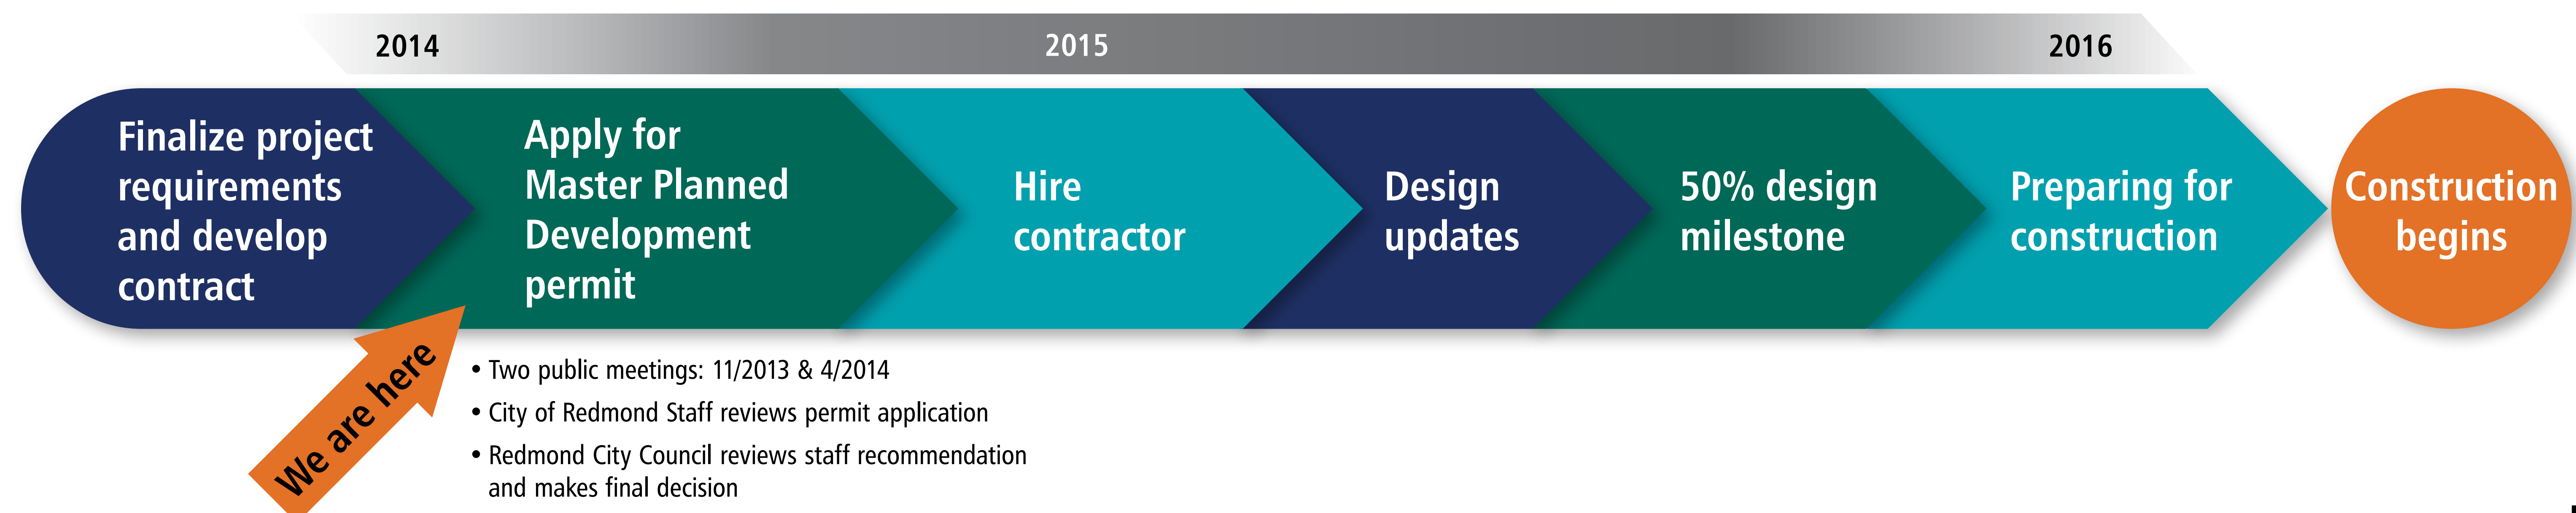 2014
2015
2016
Finalize project
requirements
and develop
contract
Apply for
Master Planned
Development
permit
Hire
contractor
Design
updates
50% design
milestone
Preparing for
construction
Construction
begins
We are here
• Two public meetings: 11/2013 & 4/2014
• City of Redmond Staff reviews permit application
• Redmond City Council reviews staff recommendation
and makes final decision